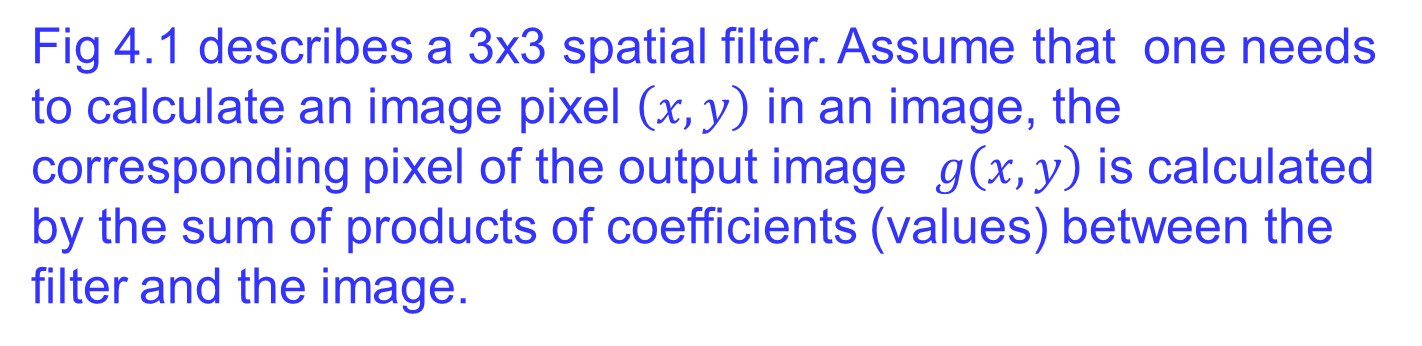 Fig 4.1 describes a 3x3 spatial filter. Assume that one needs
to calculate an image pixel (x, y) in an image, the
corresponding pixel of the output image g(x, y) is calculated
by the sum of products of coefficients (values) between the
filter and the image.